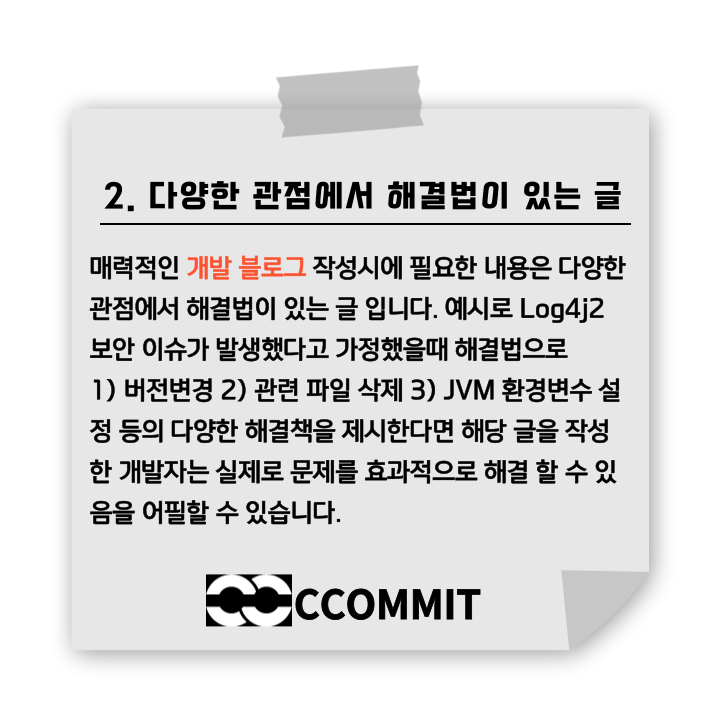 2. 다양한 관점에서 해결법이 있는 글
매력적인 개발 블로그 작성시에 필요한 내용은 다양한
관점에서 해결법이 있는 글 입니다. 예시로 Log4j2
보안 이슈가 발생했다고 가정했을때 해결법으로
1) 버전변경 2) 관련 파일 삭제 3) JVM 환경변수 설
정 등의 다양한 해결책을 제시한다면 해당 글을 작성
한 개발자는 실제로 문제를 효과적으로 해결 할 수 있
음을 어필할 수 있습니다.
CCOMMIT